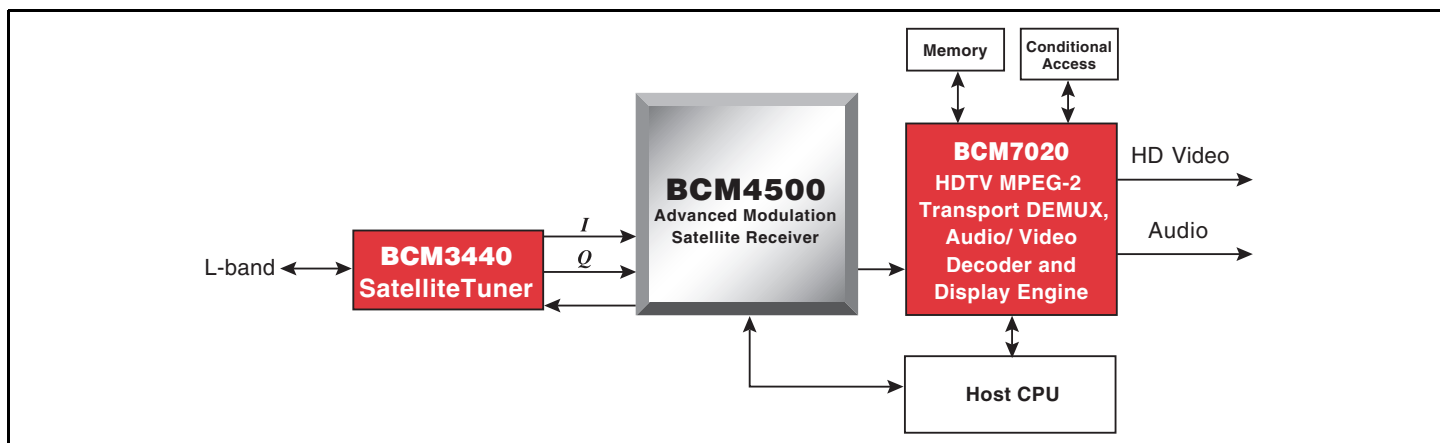 Memory
Conditional
Access
BCM7020
HDTV MPEG-2
Transport DEMUX,
Audio/ Video
Decoder and
Display Engine
HD Video
Audio
BCM4500
Advanced Modulation
Satellite Receiver
I
Q
BCM3440
SatelliteTuner
L-band
Host CPU